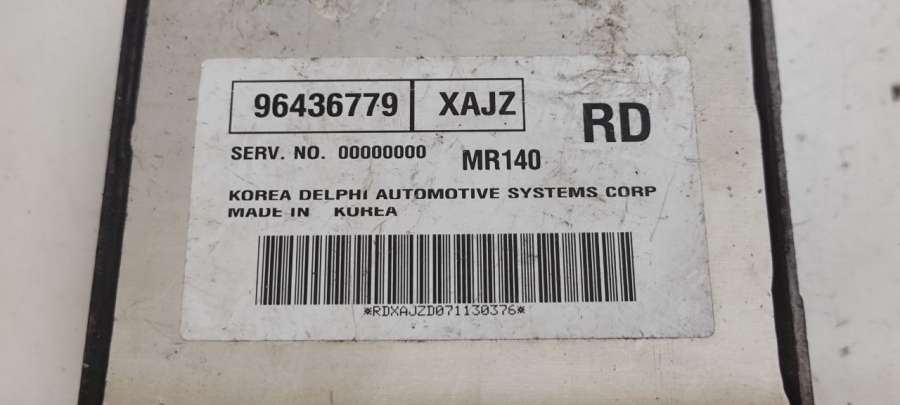 96436779 XAJZ RD
SERV. NO. 00000000 MR140
KOREA DELPHI AUTOMOTIVE SYSTEMS CORP
MADE IN KOREA
*RDXAJZD071130376*